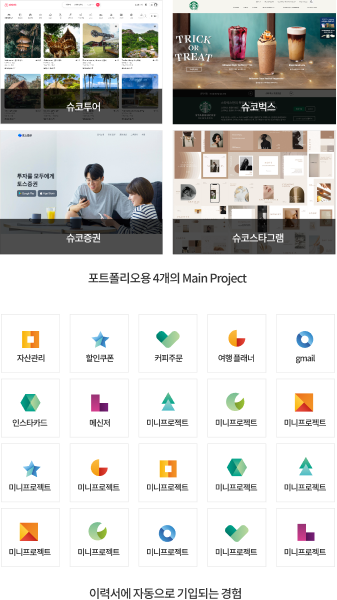 슈코투어
TRICK
OR
TREAT
슈코벅스
투자를 모두에게
토스증권
슈코증권
슈코스타그램
포트폴리오용 4개의 Main Project
자산관리 할인쿠폰 커피주문 여행 플래너 gmail
인스타카드 메신저 미니프로젝트 미니프로젝트 미니프로젝트
미니프로젝트 미니프로젝트 미니프로젝트 미니프로젝트 미니프로젝트
미니프로젝트 미니프로젝트 미니프로젝트 미니프로젝트 미니프로젝트
이력서에 자동으로 기입되는 경험